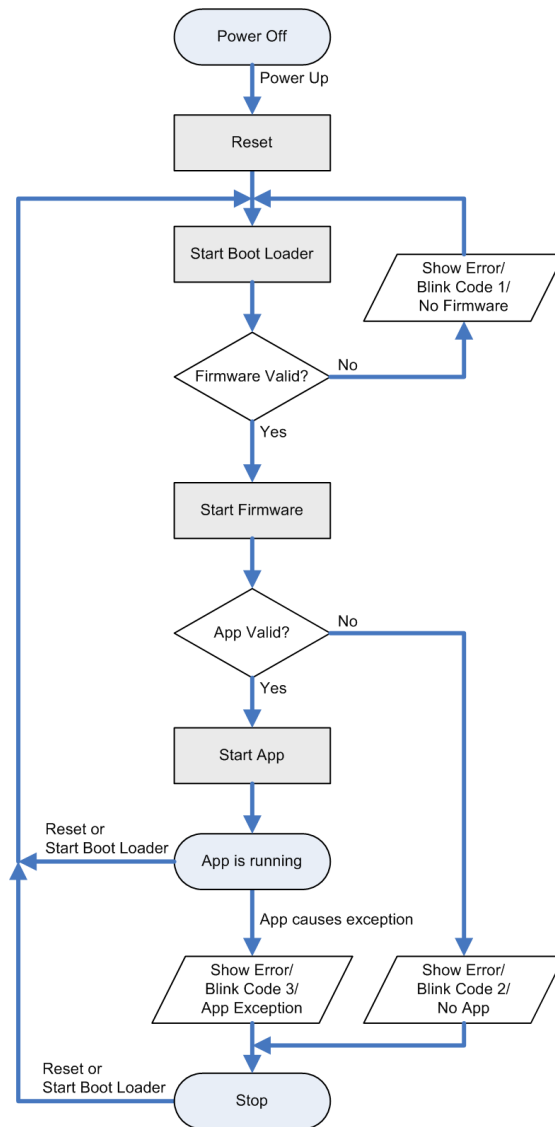 Power Off
Power Up
Reset
Start Boot Loader
Show Error/
Blink Code 1/
No Firmware
Firmware Valid?
No
Yes
Start Firmware
App Valid?
No
Yes
Start App
Reset or
Start Boot Loader
App is running
App causes exception
Show Error/
Blink Code 3/
App Exception
Show Error/
Blink Code 2/
No App
Reset or
Start Boot Loader
Stop